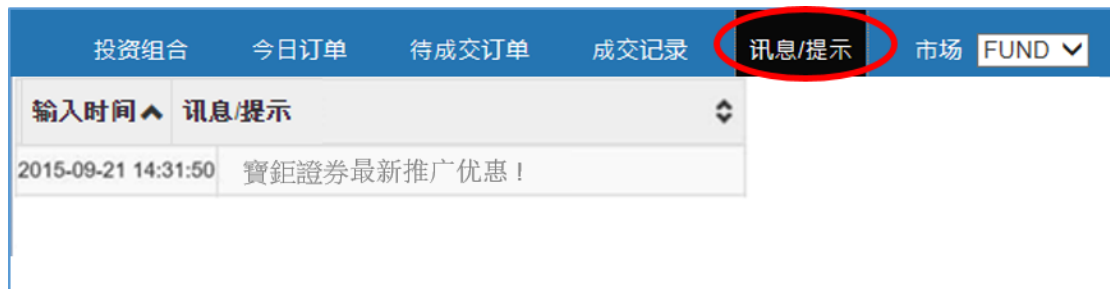 投资组合 今日订单 待成交订单 成交记录 讯息/提示 市场 FUND
输入时间 讯息/提示
2015-09-21 14:31:50 寶鉅證券最新推广优惠！